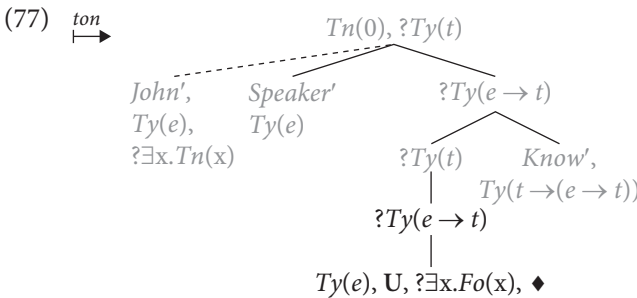 (77) ton
Tn(0), ?Ty(t)
John′, Speaker′ ?Ty(e → t)
Ty(e), Ty(e)
?∃x.Tn(x)
?Ty(t) Know′,
Ty(t→(e → t))
?Ty(e → t)
Ty(e), U, ?∃x.Fo(x), ♦